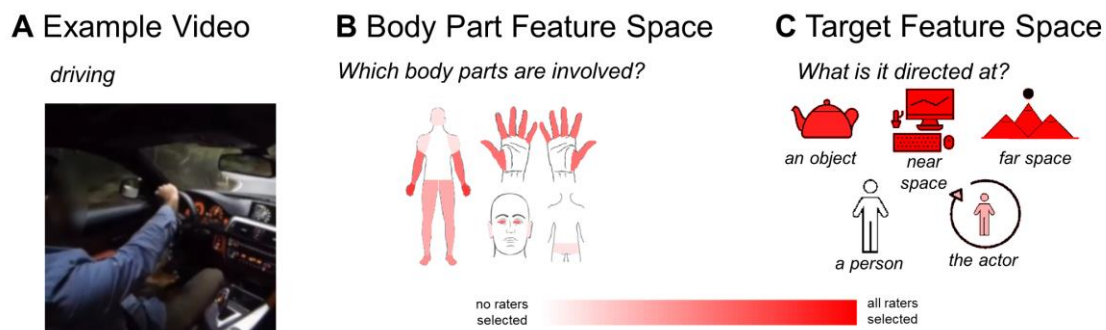 A Example Video
driving
B Body Part Feature Space
Which body parts are involved?
C Target Feature Space
What is it directed at?
an object
near
space
far space
a person
the actor
no raters
selected
all raters
selected